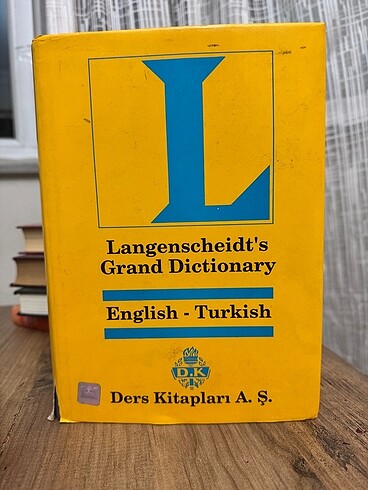 L
Langenscheidt's
Grand Dictionary
English - Turkish
D.K
Ders Kitapları A. Ş.